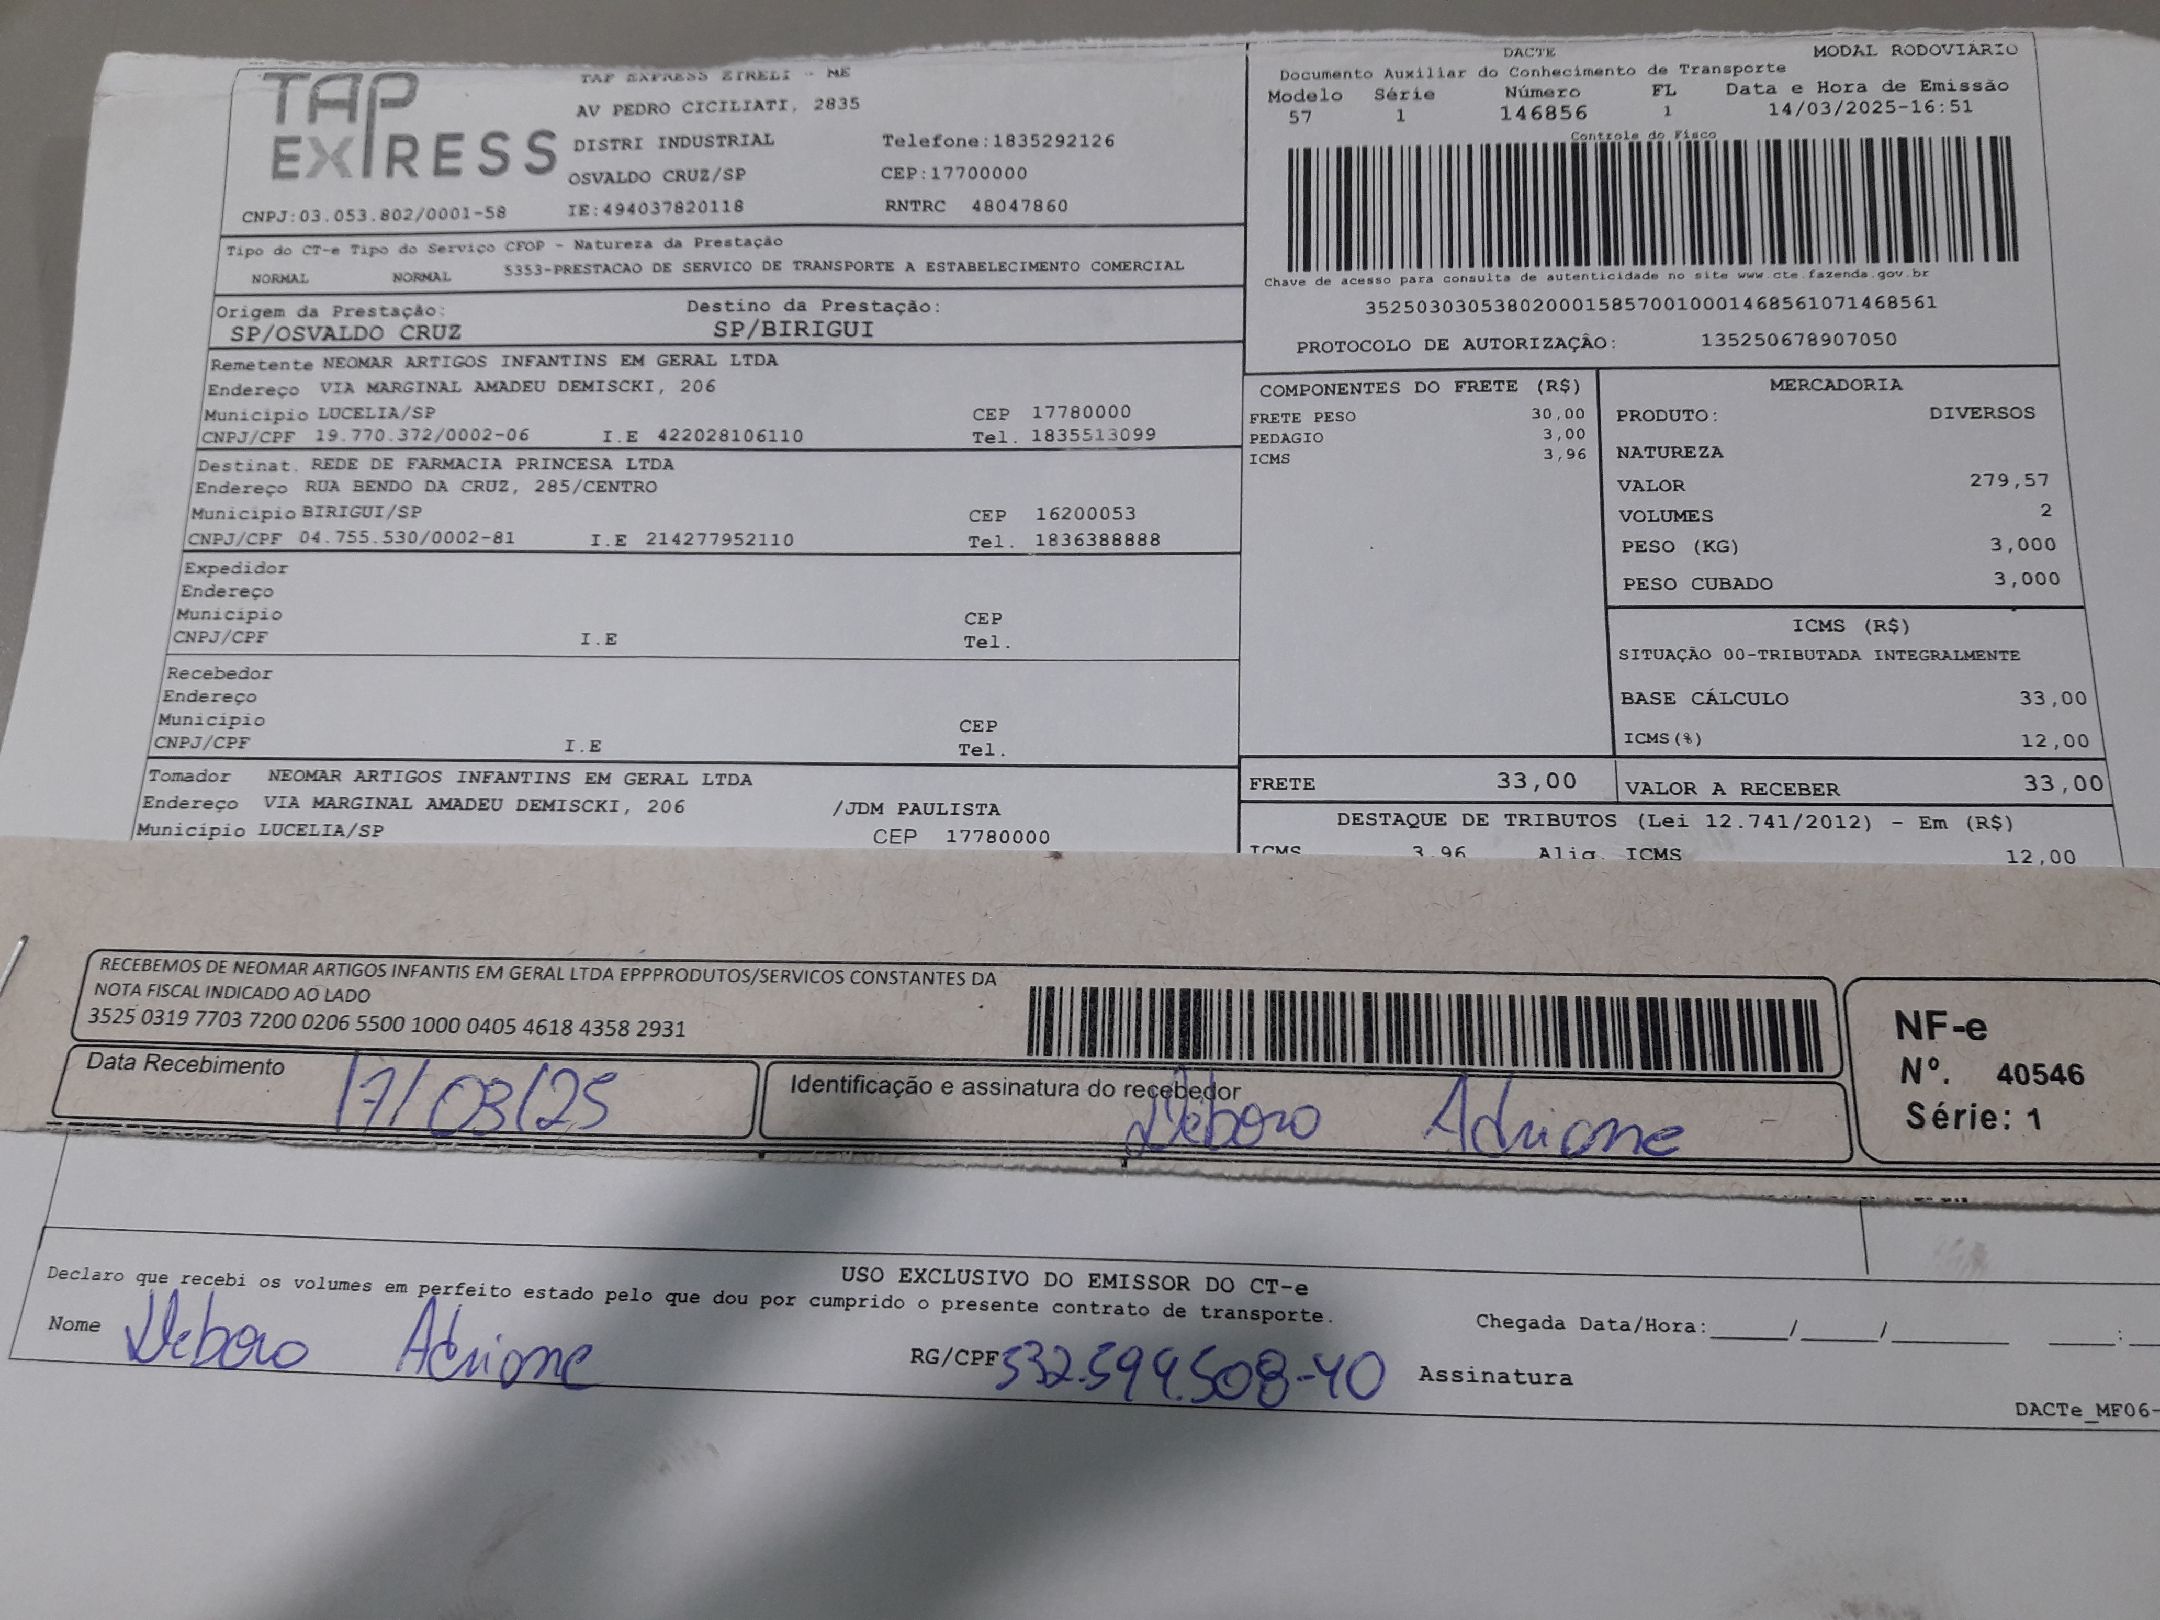 TAP EXPRESS
TAP EXPRESS EIRELI - ME
AV PEDRO CICILIATI, 2835
DISTRI INDUSTRIAL Telefone:1835292126
OSVALDO CRUZ/SP CEP:17700000
CNPJ:03.053.802/0001-58 IE:494037820118 RNTRC 48047860
Tipo do CT-e Tipo do Serviço CFOP - Natureza da Prestação
NORMAL NORMAL 5353-PRESTACAO DE SERVICO DE TRANSPORTE A ESTABELECIMENTO COMERCIAL
Origem da Prestação: Destino da Prestação:
SP/OSVALDO CRUZ SP/BIRIGUI
Remetente NEOMAR ARTIGOS INFANTINS EM GERAL LTDA
Endereço VIA MARGINAL AMADEU DEMISCKI, 206
Municipio LUCELIA/SP CEP 17780000
CNPJ/CPF 19.770.372/0002-06 I.E 422028106110 Tel. 1835513099
Destinat. REDE DE FARMACIA PRINCESA LTDA
Endereço RUA BENDO DA CRUZ, 285/CENTRO
Municipio BIRIGUI/SP CEP 16200053
CNPJ/CPF 04.755.530/0002-81 I.E 214277952110 Tel. 1836388888
Expedidor
Endereço
Municipio CEP
CNPJ/CPF I.E Tel.
Recebedor
Endereço
Municipio CEP
CNPJ/CPF I.E Tel.
Tomador NEOMAR ARTIGOS INFANTINS EM GERAL LTDA
Endereço VIA MARGINAL AMADEU DEMISCKI, 206 /JDM PAULISTA
Municipio LUCELIA/SP CEP 17780000
DACTE MODAL RODOVIARIO
Documento Auxiliar do Conhecimento de Transporte
Modelo Série Número FL Data e Hora de Emissão
57 1 146856 1 14/03/2025-16:51
Controle do Fisco
Chave de acesso para consulta de autenticidade no site www.cte.fazenda.gov.br
35250303053802000158570010001468561071468561
PROTOCOLO DE AUTORIZAÇÃO: 135250678907050
COMPONENTES DO FRETE (R$)
FRETE PESO 30,00
PEDAGIO 3,00
ICMS 3,96
MERCADORIA
PRODUTO: DIVERSOS
NATUREZA
VALOR 279,57
VOLUMES 2
PESO (KG) 3,000
PESO CUBADO 3,000
ICMS (R$)
SITUAÇÃO 00-TRIBUTADA INTEGRALMENTE
BASE CÁLCULO 33,00
ICMS(%) 12,00
FRETE 33,00 VALOR A RECEBER 33,00
DESTAQUE DE TRIBUTOS (Lei 12.741/2012) - Em (R$)
ICMS 3,96 Aliq. ICMS 12,00
RECEBEMOS DE NEOMAR ARTIGOS INFANTIS EM GERAL LTDA EPPPRODUTOS/SERVICOS CONSTANTES DA
NOTA FISCAL INDICADO AO LADO
3525 0319 7703 7200 0206 5500 1000 0405 4618 4358 2931
Data Recebimento 17/03/25
Identificação e assinatura do recebedor Debora Adriane
NF-e
Nº. 40546
Série: 1
USO EXCLUSIVO DO EMISSOR DO CT-e
Declaro que recebi os volumes em perfeito estado pelo que dou por cumprido o presente contrato de transporte.
Nome Debora Adriane RG/CPF 332.599.508-40
Chegada Data/Hora:_____/_____/_______ ____:
Assinatura
DACTe_MF06-